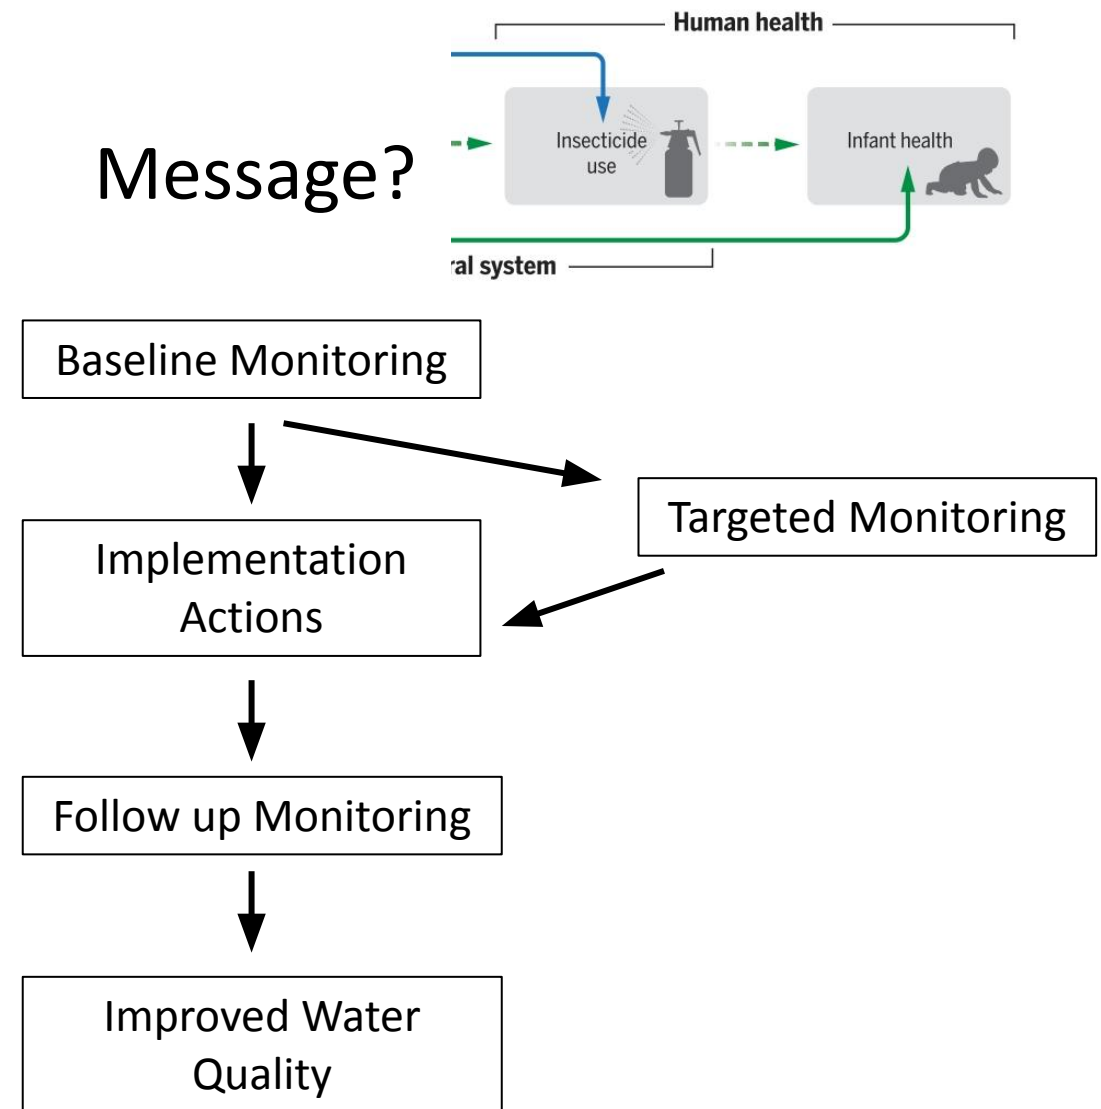 Human health
Insecticide
use
Infant health
Message?
ral system
Baseline Monitoring
Targeted Monitoring
Implementation
Actions
Follow up Monitoring
Improved Water
Quality